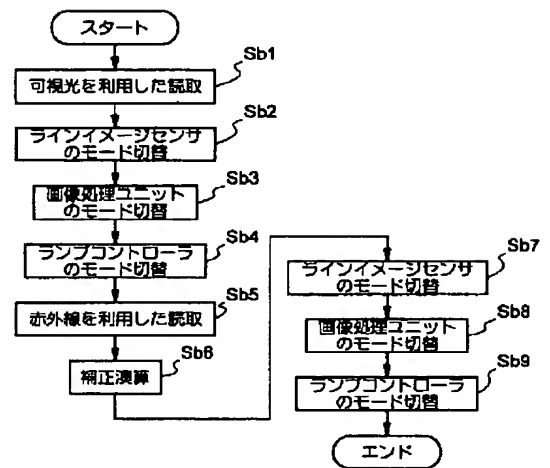 スタート
Sb1
可視光を利用した読取
Sb2
ラインイメージセンサ
のモード切替
Sb3
画像処理ユニット
のモード切替
Sb4
ランプコントローラ
のモード切替
Sb5
赤外線を利用した読取
Sb6
補正演算
Sb7
ラインイメージセンサ
のモード切替
Sb8
画像処理ユニット
のモード切替
Sb9
ランプコントローラ
のモード切替
エンド